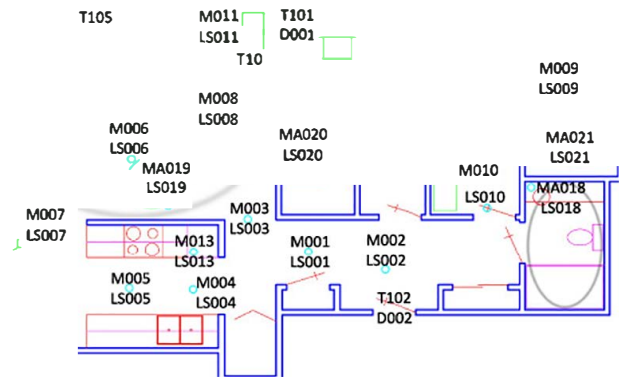 T105
M011
LS011
T101
D001
T10
M009
LS009
M008
LS008
M006
LS006
MA020
LS020
MA021
LS021
MA019
LS019
M010
LS010
MA018
LS018
M007
LS007
M003
LS003
M013
LS013
M001
LS001
M002
LS002
M005
LS005
M004
LS004
T102
D002